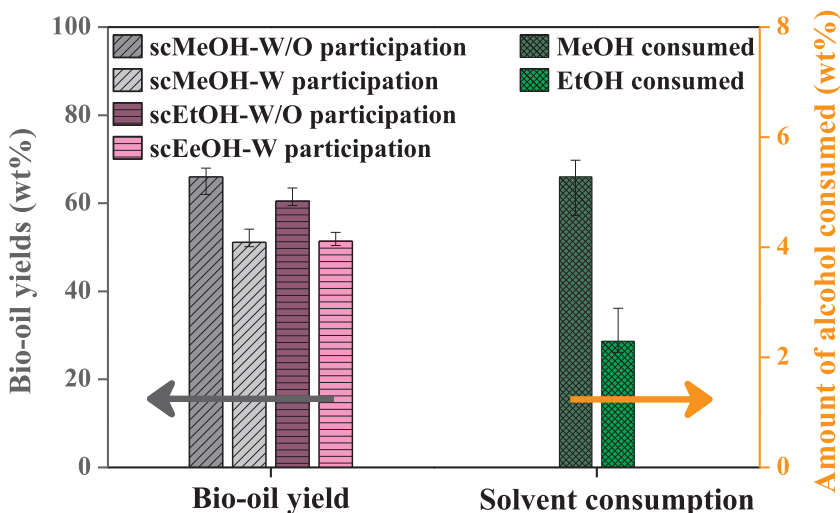 Bio-oil yields (wt%)
100
80
60
40
20
0
scMeOH-W/O participation
scMeOH-W participation
scEtOH-W/O participation
scEeOH-W participation
MeOH consumed
EtOH consumed
8
6
4
2
0
Amount of alcohol consumed (wt%)
Bio-oil yield
Solvent consumption